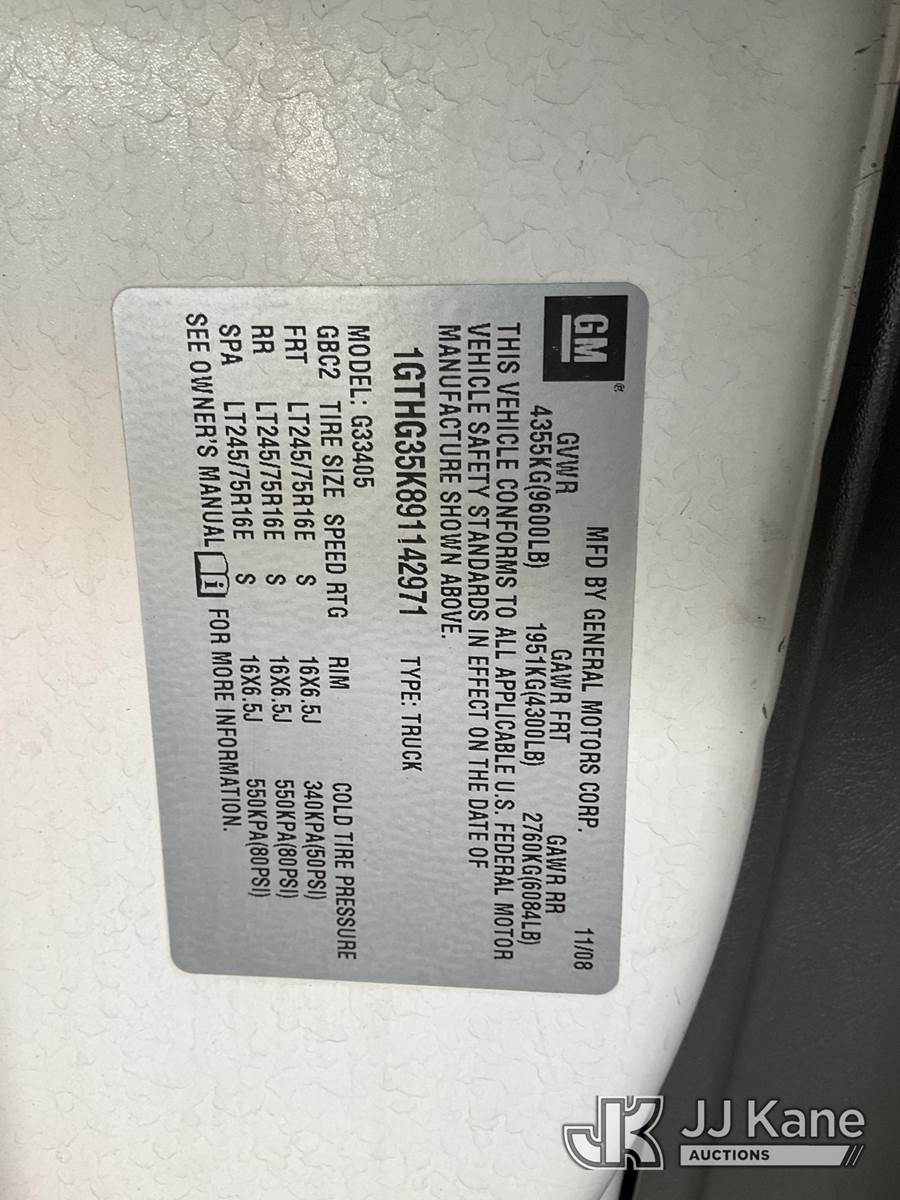 GM®
MFD BY GENERAL MOTORS CORP. 11/08
GVWR GAWR FRT GAWR RR
4355KG(9600LB) 1951KG(4300LB) 2760KG(6084LB)
THIS VEHICLE CONFORMS TO ALL APPLICABLE U.S. FEDERAL MOTOR
VEHICLE SAFETY STANDARDS IN EFFECT ON THE DATE OF
MANUFACTURE SHOWN ABOVE.
1GTHG35K891142971 TYPE: TRUCK
MODEL: G33405
GBC2 TIRE SIZE SPEED RTG RIM COLD TIRE PRESSURE
FRT LT245/75R16E S 16X6.5J 340KPA(50PSI)
RR LT245/75R16E S 16X6.5J 550KPA(80PSI)
SPA LT245/75R16E S 16X6.5J 550KPA(80PSI)
SEE OWNER'S MANUAL i FOR MORE INFORMATION.
JK JJ Kane
AUCTIONS